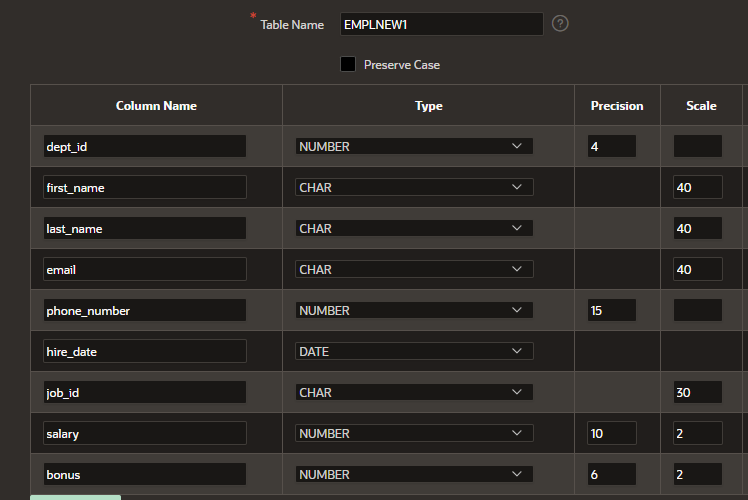 * Table Name EMPLNEW1 ?
Preserve Case
Column Name Type Precision Scale
dept_id NUMBER 4
first_name CHAR 40
last_name CHAR 40
email CHAR 40
phone_number NUMBER 15
hire_date DATE
job_id CHAR 30
salary NUMBER 10 2
bonus NUMBER 6 2